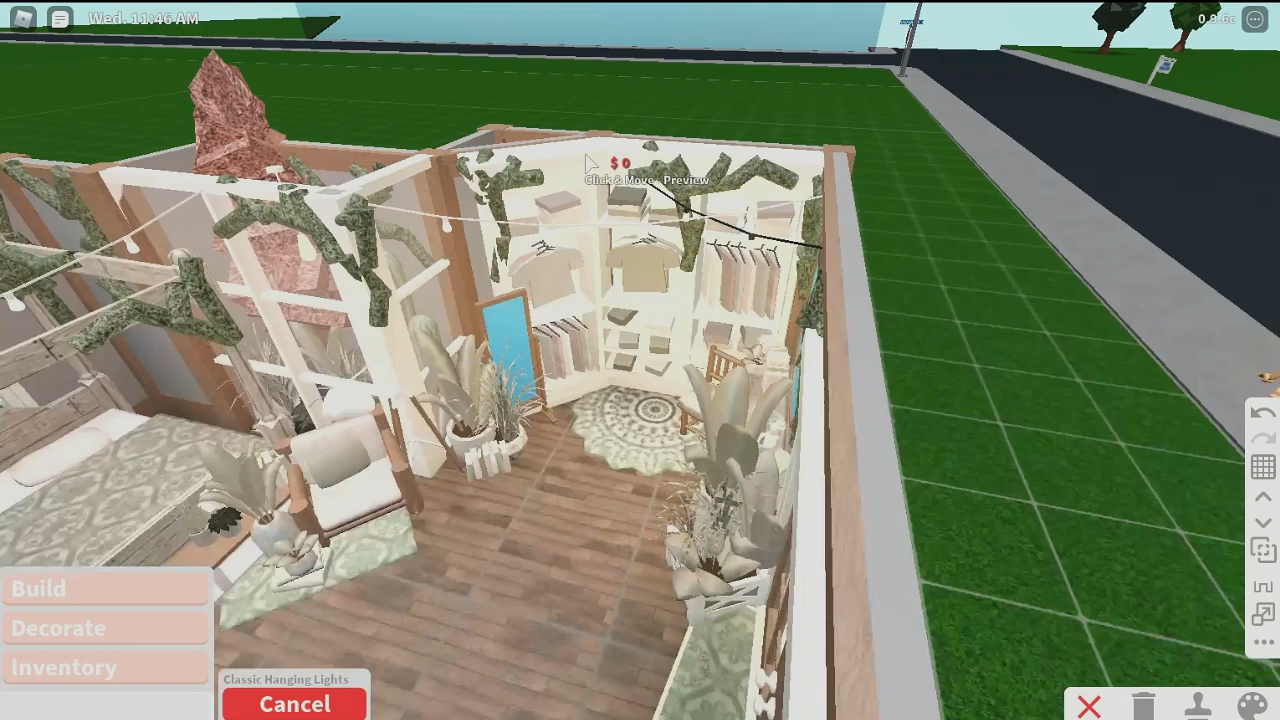 Wed. 11:46 AM
$ 0
Click & Move - Preview
Build
Decorate
Inventory
Classic Hanging Lights
Cancel